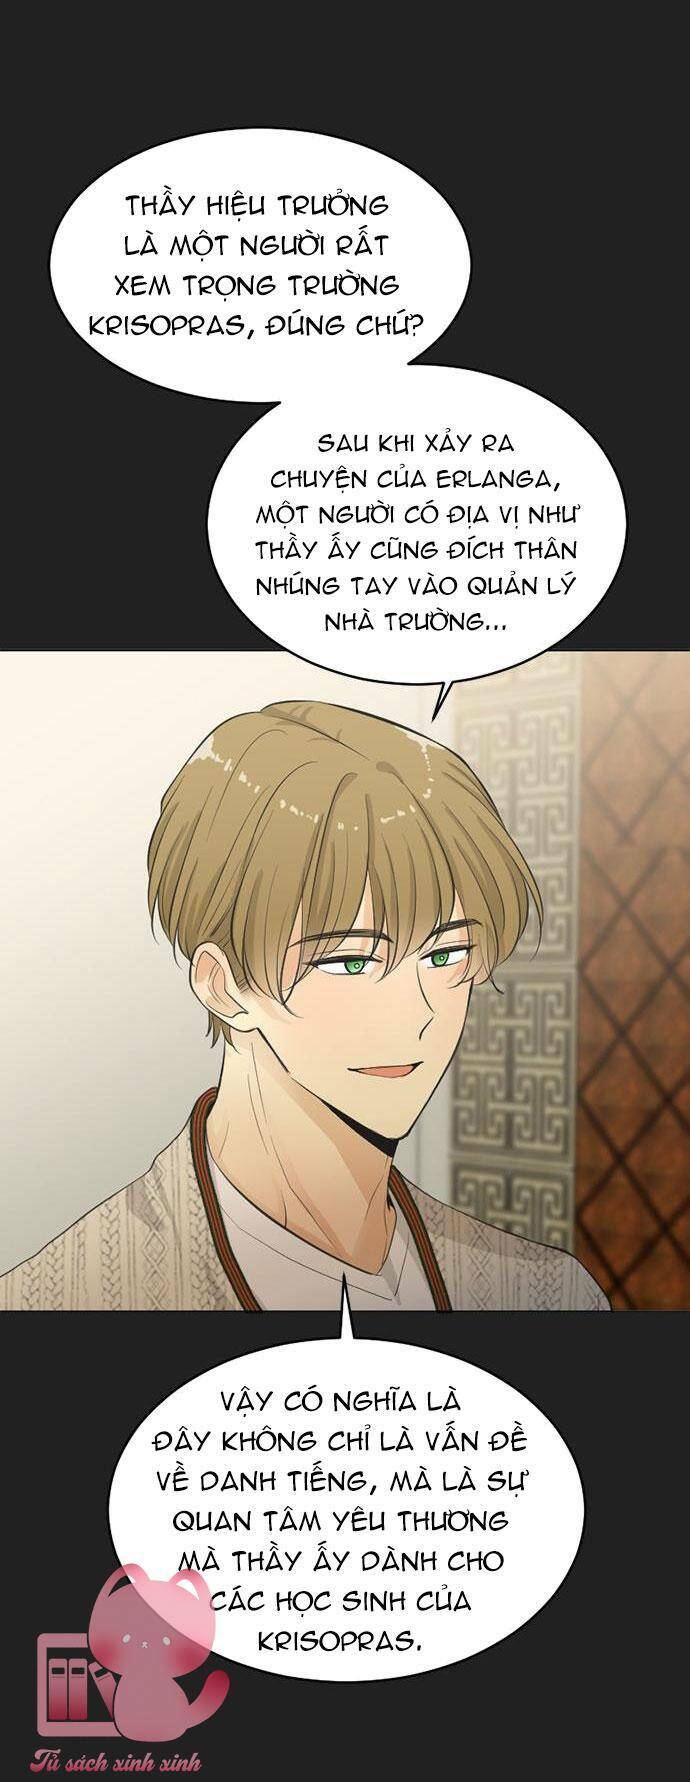 THẦY HIỆU TRƯỞNG
LÀ MỘT NGƯỜI RẤT
XEM TRỌNG TRƯỜNG
KRISOPRAS, ĐÚNG CHỨ?
SAU KHI XẢY RA
CHUYỆN CỦA ERLANGA,
MỘT NGƯỜI CÓ ĐỊA VỊ NHƯ
THẦY ẤY CŨNG ĐÍCH THÂN
NHÚNG TAY VÀO QUẢN LÝ
NHÀ TRƯỜNG...
VẬY CÓ NGHĨA LÀ
ĐÂY KHÔNG CHỈ LÀ VẤN ĐỀ
VỀ DANH TIẾNG, MÀ LÀ SỰ
QUAN TÂM YÊU THƯƠNG
MÀ THẦY ẤY DÀNH CHO
CÁC HỌC SINH CỦA
KRISOPRAS.
Tủ sách xinh xinh